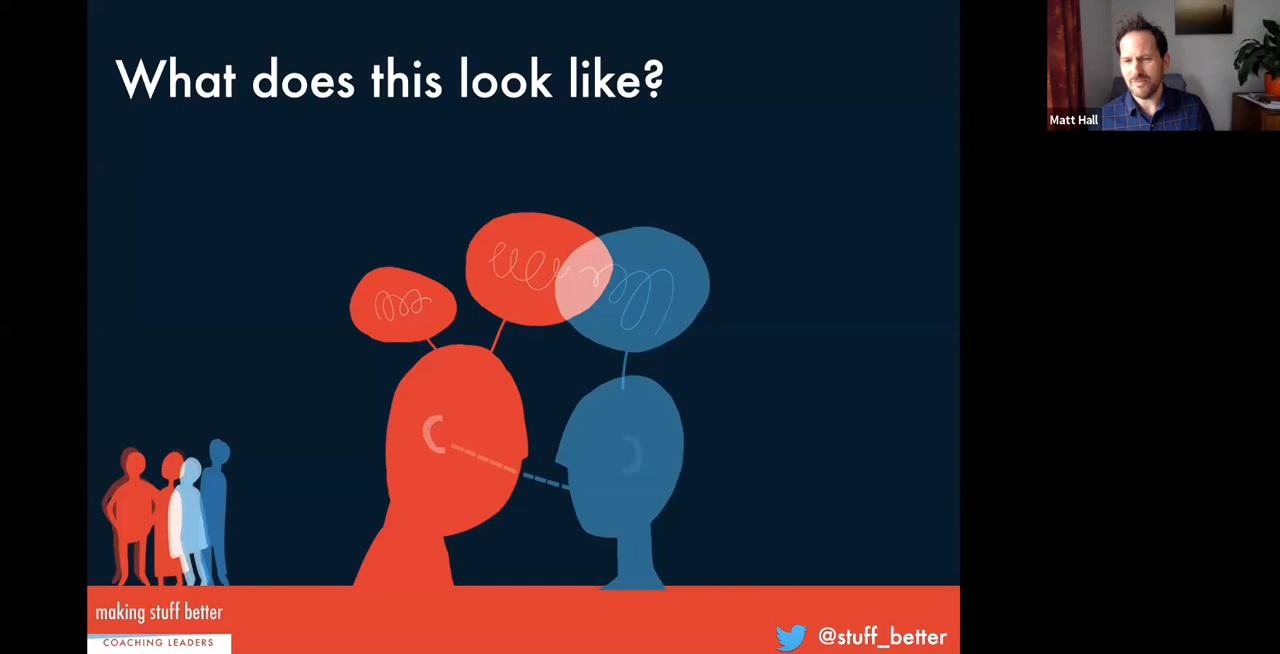 What does this look like?
Matt Hall
making stuff better
COACHING LEADERS
@stuff_better